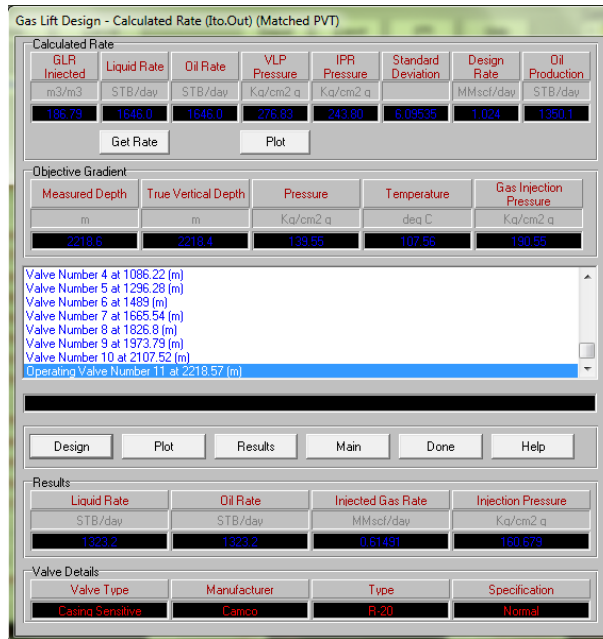 Gas Lift Design - Calculated Rate (Ito.Out) (Matched PVT)
Calculated Rate
GLR Injected Liquid Rate Oil Rate VLP Pressure IPR Pressure Standard Deviation Design Rate Oil Production
m3/m3 STB/day STB/day Kg/cm2 g Kg/cm2 g MMscf/day STB/day
186.79 1646.0 1646.0 276.83 243.80 6.09535 1.024 1350.1
Get Rate Plot
Objective Gradient
Measured Depth True Vertical Depth Pressure Temperature Gas Injection Pressure
m m Kg/cm2 g deg C Kg/cm2 g
2218.6 2218.4 139.55 107.56 190.55
Valve Number 4 at 1086.22 (m)
Valve Number 5 at 1296.28 (m)
Valve Number 6 at 1489 (m)
Valve Number 7 at 1665.54 (m)
Valve Number 8 at 1826.8 (m)
Valve Number 9 at 1973.79 (m)
Valve Number 10 at 2107.52 (m)
Operating Valve Number 11 at 2218.57 (m)
Design Plot Results Main Done Help
Results
Liquid Rate Oil Rate Injected Gas Rate Injection Pressure
STB/day STB/day MMscf/day Kg/cm2 g
1323.2 1323.2 0.61491 160.679
Valve Details
Valve Type Manufacturer Type Specification
Casing Sensitive Camco R-20 Normal